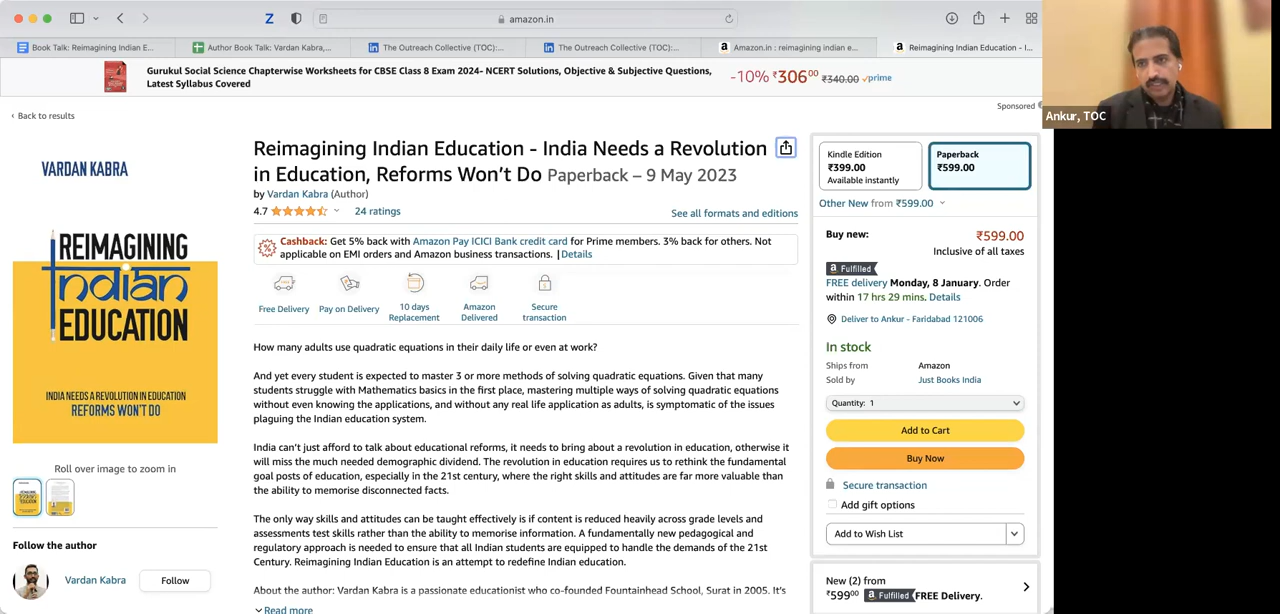 amazon.in
Book Talk: Reimagining Indian E...
Author Book Talk: Vardan Kabra,...
The Outreach Collective (TOC):...
The Outreach Collective (TOC):...
Amazon.in : reimagining indian e...
Reimagining Indian Education - I...
Gurukul Social Science Chapterwise Worksheets for CBSE Class 8 Exam 2024- NCERT Solutions, Objective & Subjective Questions,
Latest Syllabus Covered
-10% ₹306⁰⁰ ₹340.00 prime
Sponsored
Ankur, TOC
‹ Back to results
VARDAN KABRA
REIMAGINING
Indian
EDUCATION
INDIA NEEDS A REVOLUTION IN EDUCATION
REFORMS WON'T DO
Roll over image to zoom in
Follow the author
Vardan Kabra
Follow
Reimagining Indian Education - India Needs a Revolution
in Education, Reforms Won't Do Paperback – 9 May 2023
by Vardan Kabra (Author)
4.7 24 ratings
See all formats and editions
Cashback: Get 5% back with Amazon Pay ICICI Bank credit card for Prime members. 3% back for others. Not
applicable on EMI orders and Amazon business transactions. | Details
Free Delivery
Pay on Delivery
10 days
Replacement
Amazon
Delivered
Secure
transaction
How many adults use quadratic equations in their daily life or even at work?
And yet every student is expected to master 3 or more methods of solving quadratic equations. Given that many
students struggle with Mathematics basics in the first place, mastering multiple ways of solving quadratic equations
without even knowing the applications, and without any real life application as adults, is symptomatic of the issues
plaguing the Indian education system.
India can't just afford to talk about educational reforms, it needs to bring about a revolution in education, otherwise it
will miss the much needed demographic dividend. The revolution in education requires us to rethink the fundamental
goal posts of education, especially in the 21st century, where the right skills and attitudes are far more valuable than
the ability to memorise disconnected facts.
The only way skills and attitudes can be taught effectively is if content is reduced heavily across grade levels and
assessments test skills rather than the ability to memorise information. A fundamentally new pedagogical and
regulatory approach is needed to ensure that all Indian students are equipped to handle the demands of the 21st
Century. Reimagining Indian Education is an attempt to redefine Indian education.
About the author: Vardan Kabra is a passionate educationist who co-founded Fountainhead School, Surat in 2005. It's
Read more
Kindle Edition
₹399.00
Available instantly
Paperback
₹599.00
Other New from ₹599.00
Buy new:
₹599.00
Inclusive of all taxes
a Fulfilled
FREE delivery Monday, 8 January. Order
within 17 hrs 29 mins. Details
Deliver to Ankur - Faridabad 121006
In stock
Ships from Amazon
Sold by Just Books India
Quantity: 1
Add to Cart
Buy Now
Secure transaction
Add gift options
Add to Wish List
New (2) from
₹599⁰⁰ a Fulfilled FREE Delivery.